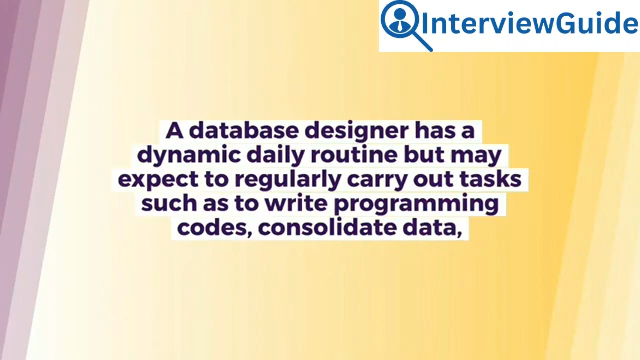 InterviewGuide
A database designer has a
dynamic daily routine but may
expect to regularly carry out tasks
such as to write programming
codes, consolidate data,